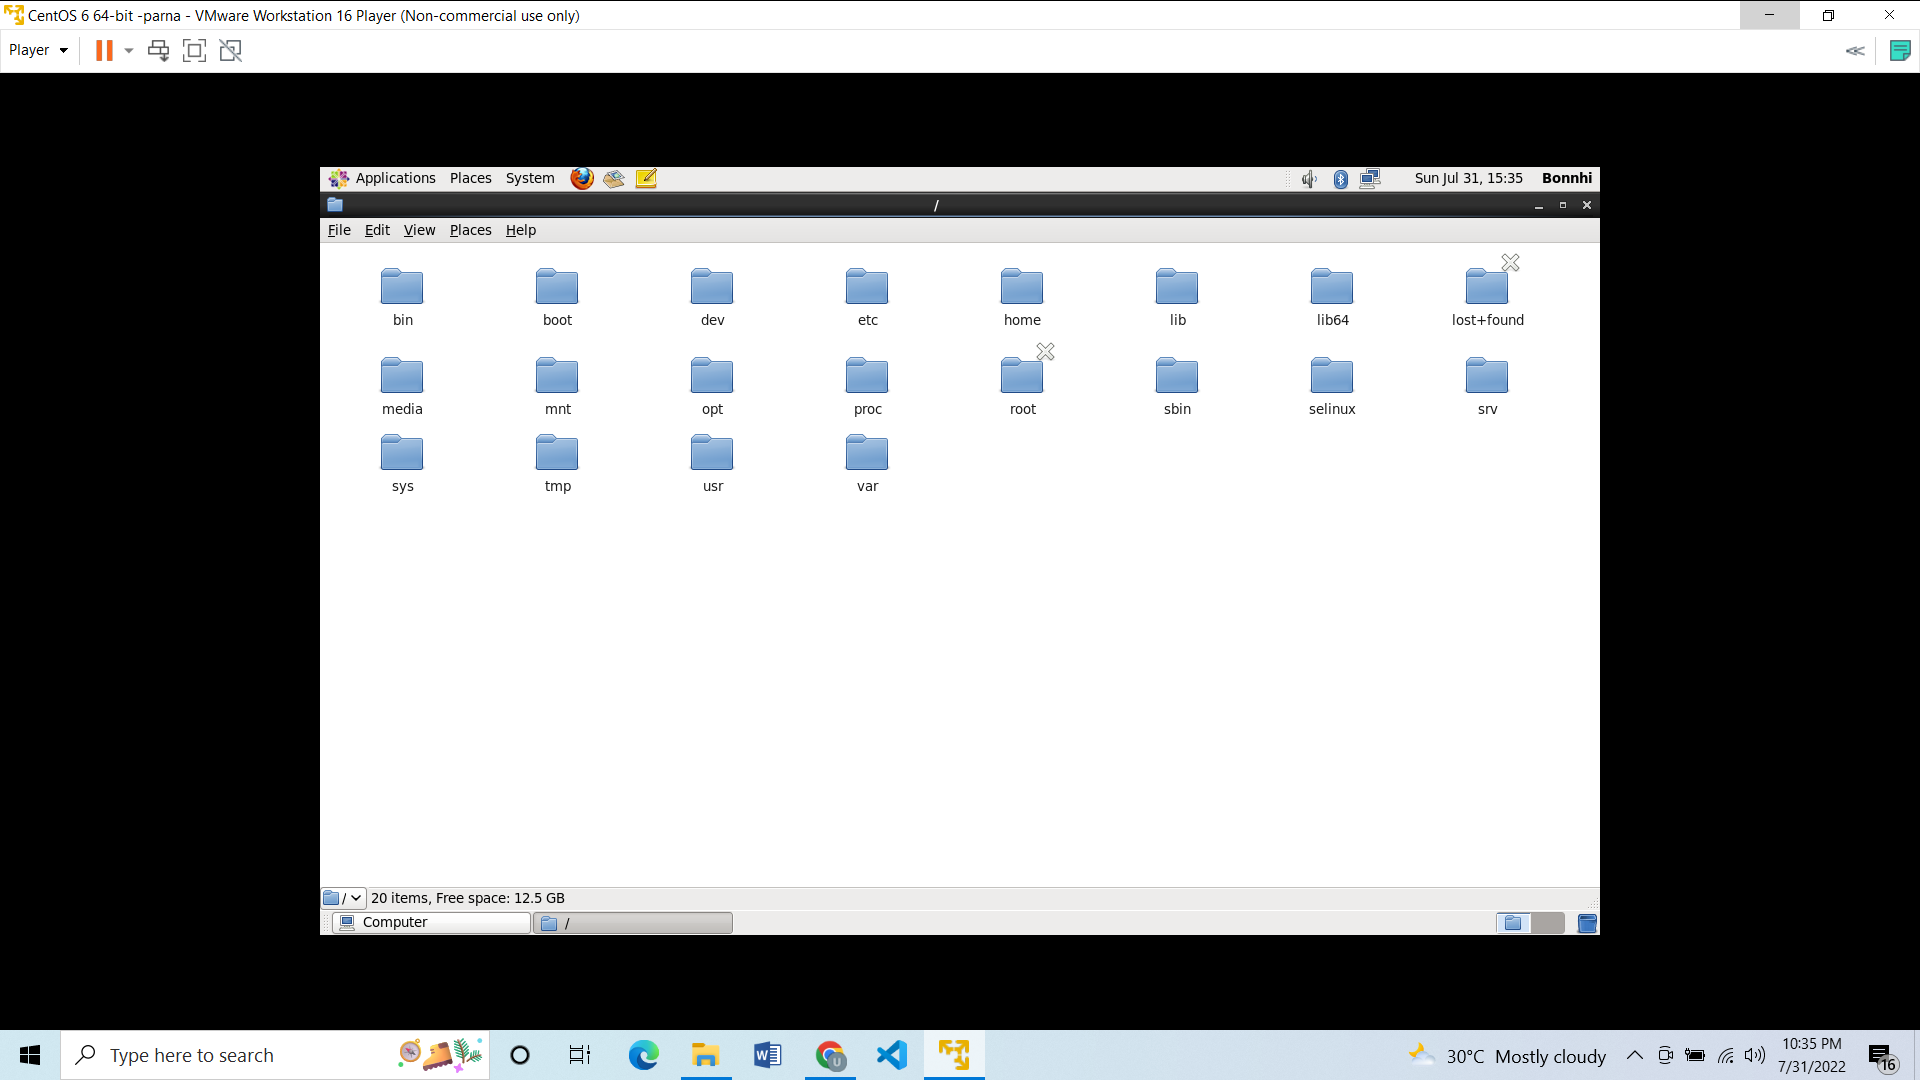 CentOS 6 64-bit -parna - VMware Workstation 16 Player (Non-commercial use only)
Player
Applications Places System Sun Jul 31, 15:35 Bonnhi
/
File Edit View Places Help
bin boot dev etc home lib lib64 lost+found
media mnt opt proc root sbin selinux srv
sys tmp usr var
/ 20 items, Free space: 12.5 GB
Computer /
Type here to search 30°C Mostly cloudy 10:35 PM
7/31/2022 16